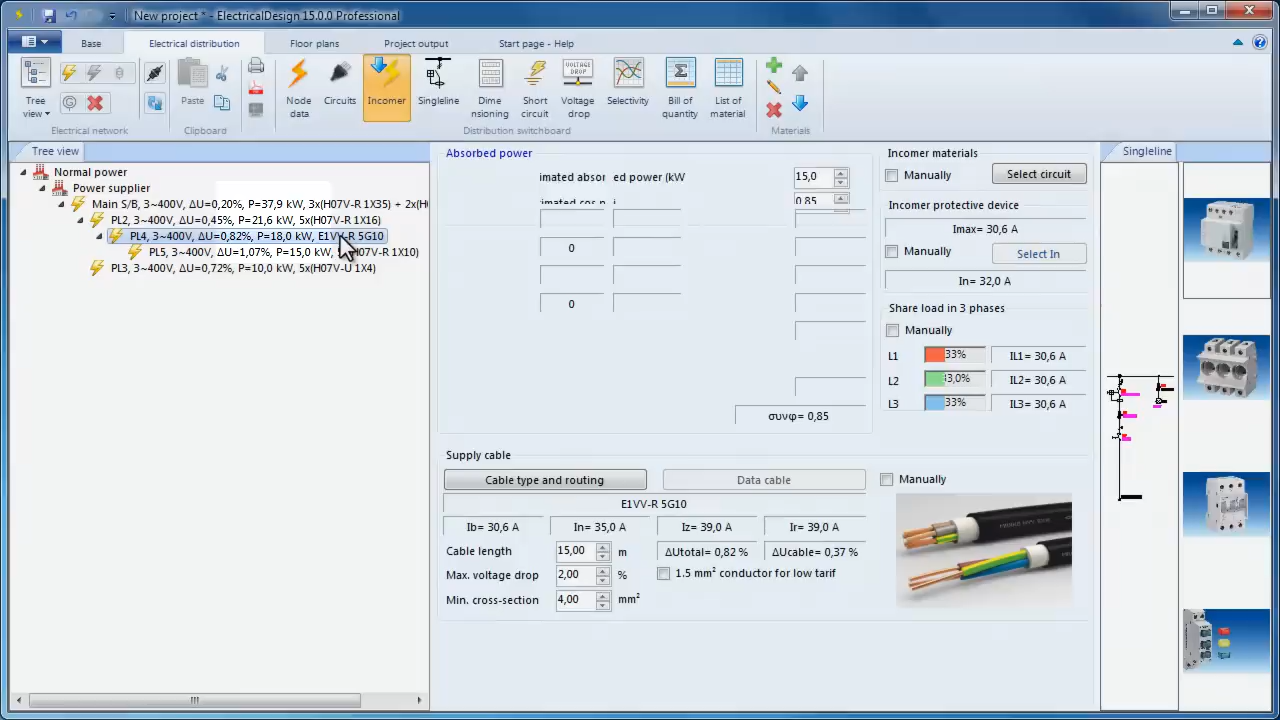 New project * - ElectricalDesign 15.0.0 Professional
Base
Electrical distribution
Floor plans
Project output
Start page - Help
Tree view
Paste
Node data
Circuits
Incomer
Singleline
Dime nsioning
Short circuit
VOLTAGE DROP
Voltage drop
Selectivity
Bill of quantity
List of material
Electrical network
Clipboard
Distribution switchboard
Materials
Tree view
Normal power
Power supplier
Main S/B, 3~400V, ΔU=0,20%, P=37,9 kW, 3x(H07V-R 1X35) + 2x(H
PL2, 3~400V, ΔU=0,45%, P=21,6 kW, 5x(H07V-R 1X16)
PL4, 3~400V, ΔU=0,82%, P=18,0 kW, E1VV-R 5G10
PL5, 3~400V, ΔU=1,07%, P=15,0 kW, H07V-R 1X10)
PL3, 3~400V, ΔU=0,72%, P=10,0 kW, 5x(H07V-U 1X4)
Absorbed power
imated absor ed power (kW
15,0
0.85
0
0
συνφ= 0,85
Incomer materials
Manually
Select circuit
Incomer protective device
Imax= 30,6 A
Manually
Select In
In= 32,0 A
Share load in 3 phases
Manually
L1 33% IL1= 30,6 A
L2 33,0% IL2= 30,6 A
L3 33% IL3= 30,6 A
Supply cable
Cable type and routing
Data cable
Manually
E1VV-R 5G10
Ib= 30,6 A
In= 35,0 A
Iz= 39,0 A
Ir= 39,0 A
Cable length 15,00 m
ΔUtotal= 0,82 %
ΔUcable= 0,37 %
Max. voltage drop 2,00 %
1.5 mm² conductor for low tarif
Min. cross-section 4,00 mm²
Singleline